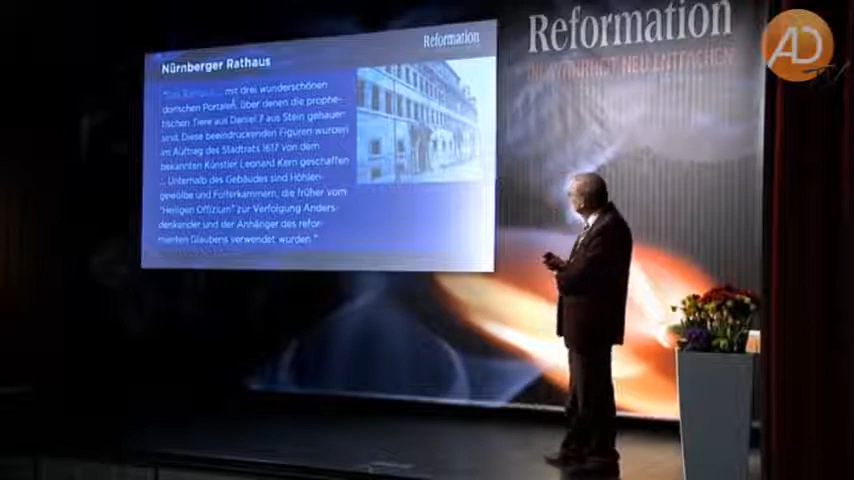 Reformation
Nürnberger Rathaus
mit drei wunderschönen
dorischen Portalen, über denen die prophe-
tischen Tiere aus Daniel 7 aus Stein gehauen
sind. Diese beeindruckenden Figuren wurden
im Auftrag des Stadtrats 1617 von dem
bekannten Künstler Leonard Kern geschaffen
... Unterhalb des Gebäudes sind Höhlen-
gewölbe und Folterkammern, die früher vom
"Heiligen Offizium" zur Verfolgung Anders-
denkender und der Anhänger des refor-
mierten Glaubens verwendet wurden."
Reformation
NEU ENTFACHEN
AD
TV